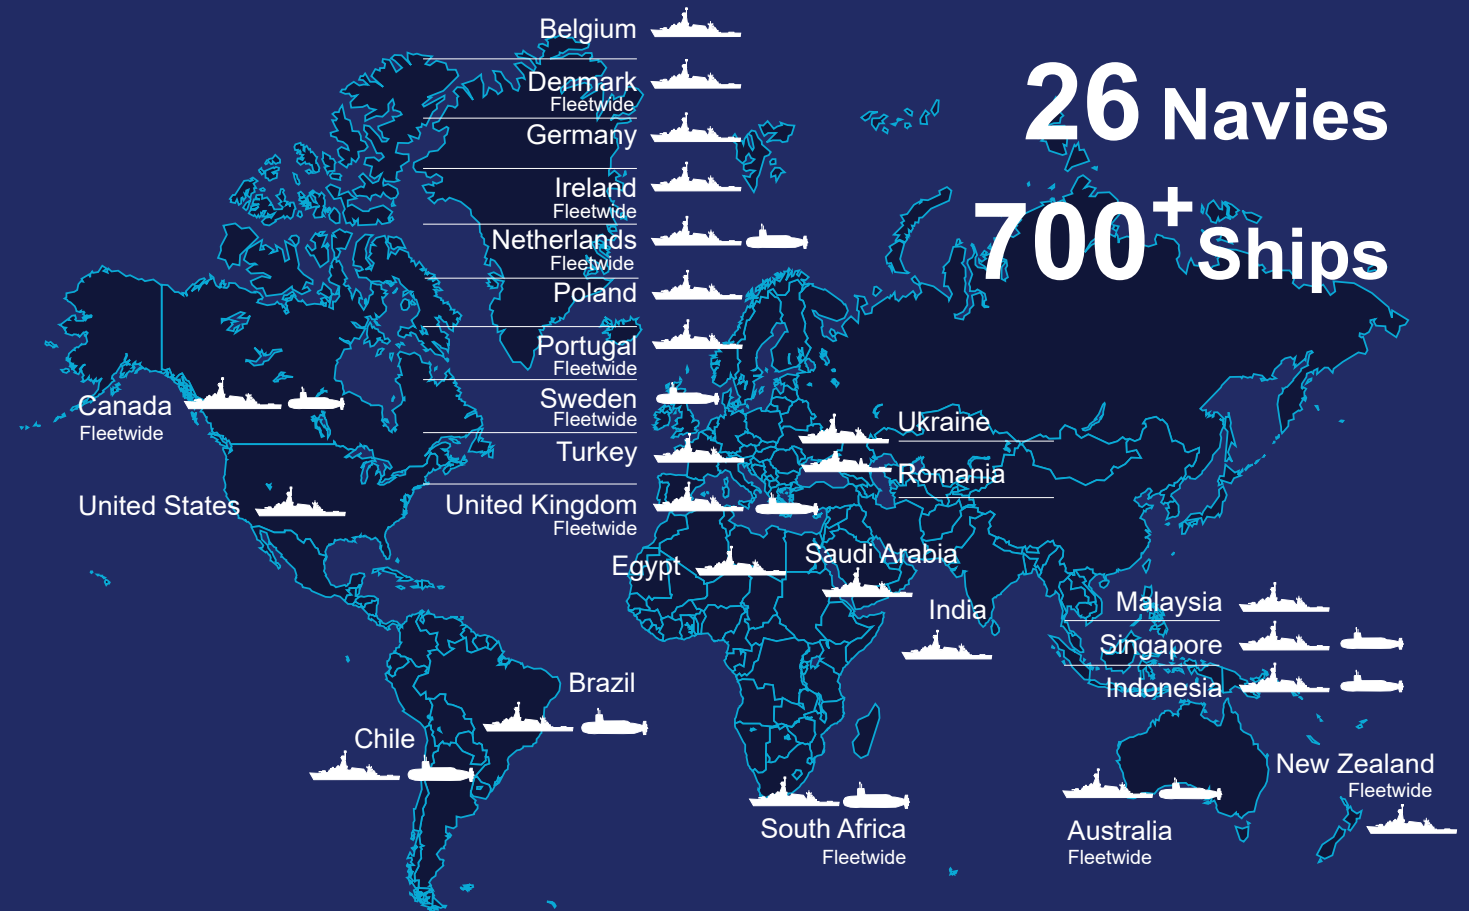 26 Navies
700+ Ships
Belgium
Denmark
Fleetwide
Germany
Ireland
Fleetwide
Netherlands
Fleetwide
Poland
Portugal
Fleetwide
Sweden
Fleetwide
Turkey
United Kingdom
Fleetwide
Canada
Fleetwide
United States
Ukraine
Romania
Egypt
Saudi Arabia
India
Malaysia
Singapore
Indonesia
Brazil
Chile
South Africa
Fleetwide
Australia
Fleetwide
New Zealand
Fleetwide